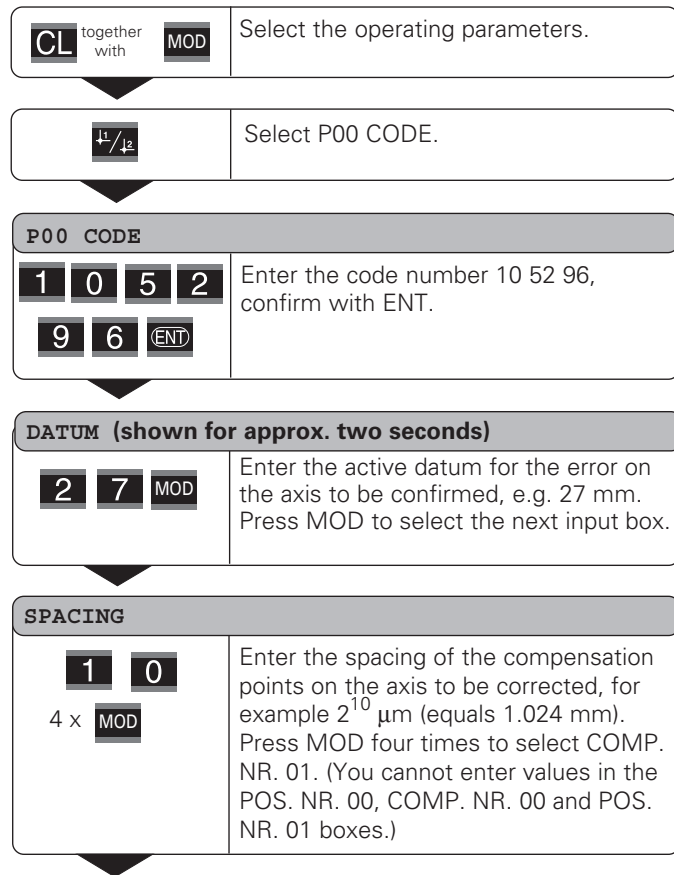 CL together with MOD
Select the operating parameters.
Select P00 CODE.
P00 CODE
1 0 5 2
9 6 ENT
Enter the code number 10 52 96,
confirm with ENT.
DATUM (shown for approx. two seconds)
2 7 MOD
Enter the active datum for the error on
the axis to be confirmed, e.g. 27 mm.
Press MOD to select the next input box.
SPACING
1 0
4 x MOD
Enter the spacing of the compensation
points on the axis to be corrected, for
example 2^10 µm (equals 1.024 mm).
Press MOD four times to select COMP.
NR. 01. (You cannot enter values in the
POS. NR. 00, COMP. NR. 00 and POS.
NR. 01 boxes.)